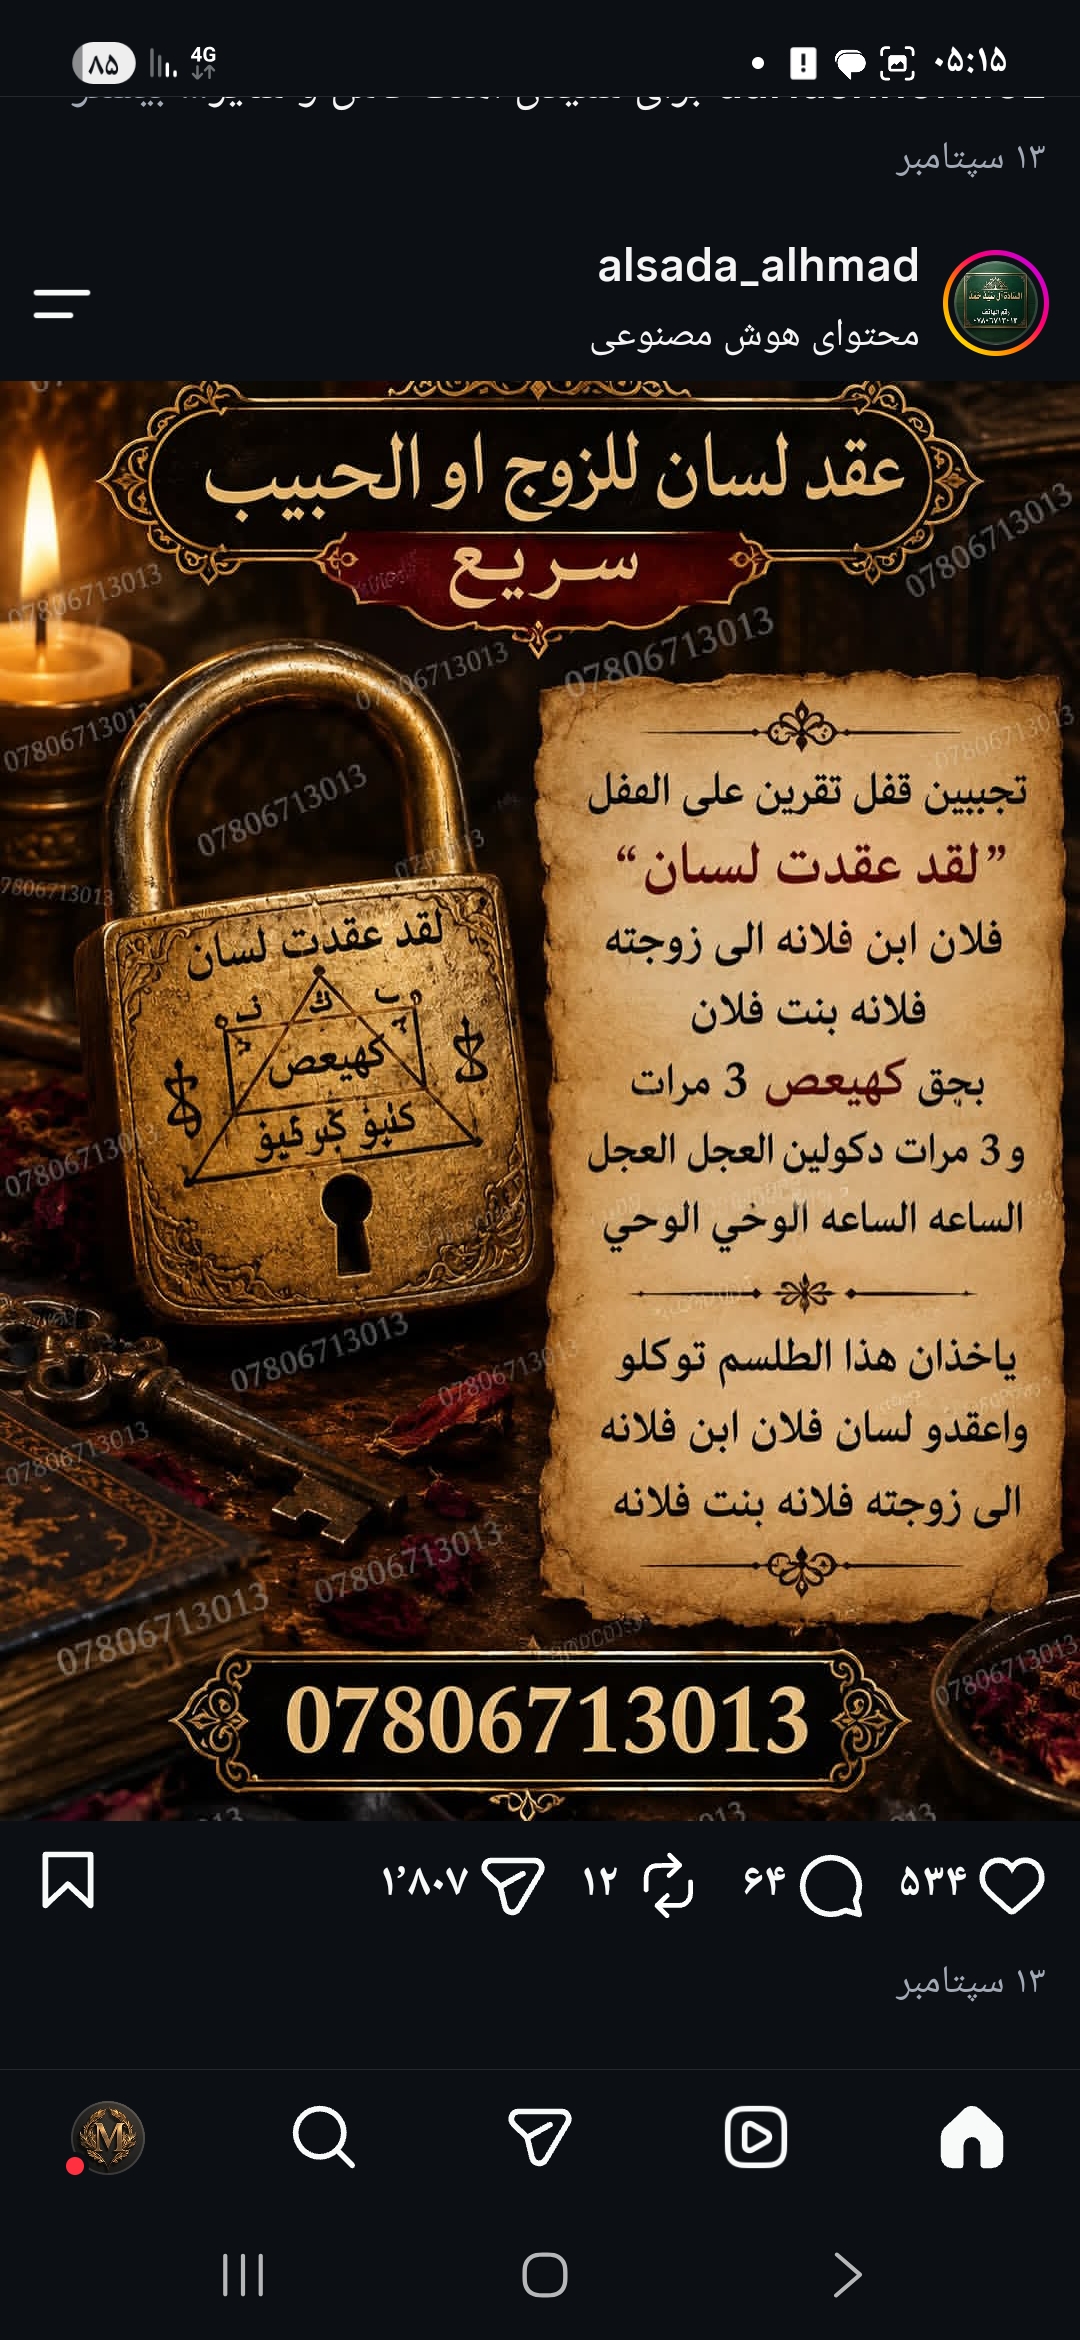 ۰۵:۱۵
4G
۸۵
۱۳ سپتامبر
alsada_alhmad
محتوای هوش مصنوعی
عقد لسان للزوج او الحبيب
سريع
لقد عقدت لسان
كهيعص
تجيبين قفل تقرين على القفل
”لقد عقدت لسان“
فلان ابن فلانه الى زوجته
فلانه بنت فلان
بحق كهيعص 3 مرات
و 3 مرات دكولين العجل العجل
الساعه الساعه الوحي الوحي
ياخذان هذا الطلسم توكلو
واعقدو لسان فلان ابن فلانه
الى زوجته فلانه بنت فلانه
07806713013
۵۳۴
۶۴
۱۲
۱٬۸۰۷
۱۳ سپتامبر
M